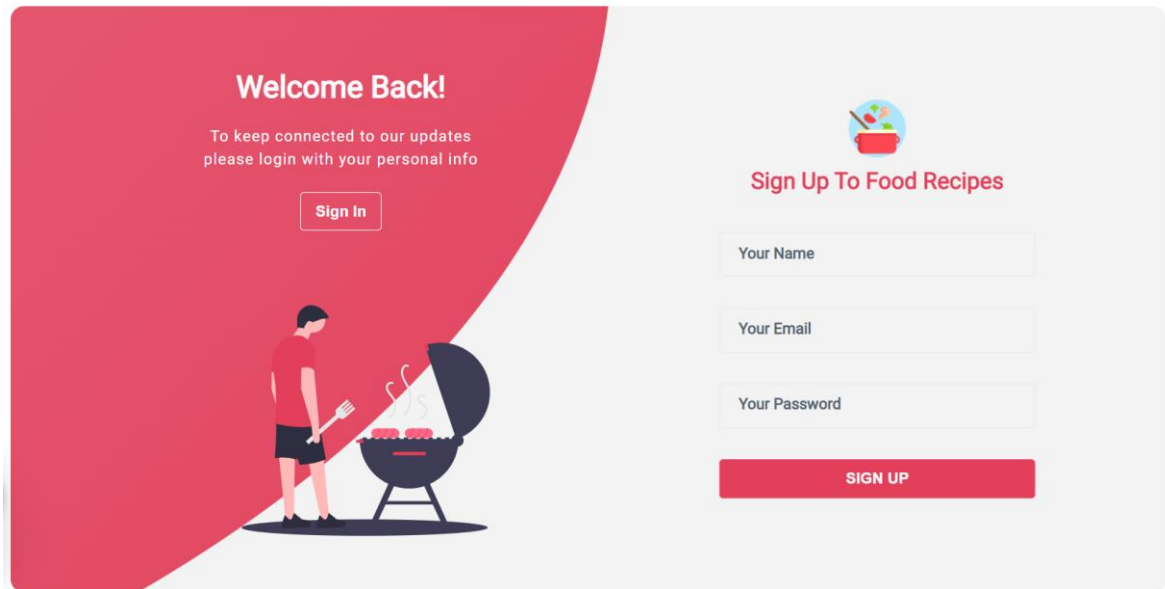 Welcome Back!
To keep connected to our updates
please login with your personal info
Sign In
Sign Up To Food Recipes
Your Name
Your Email
Your Password
SIGN UP